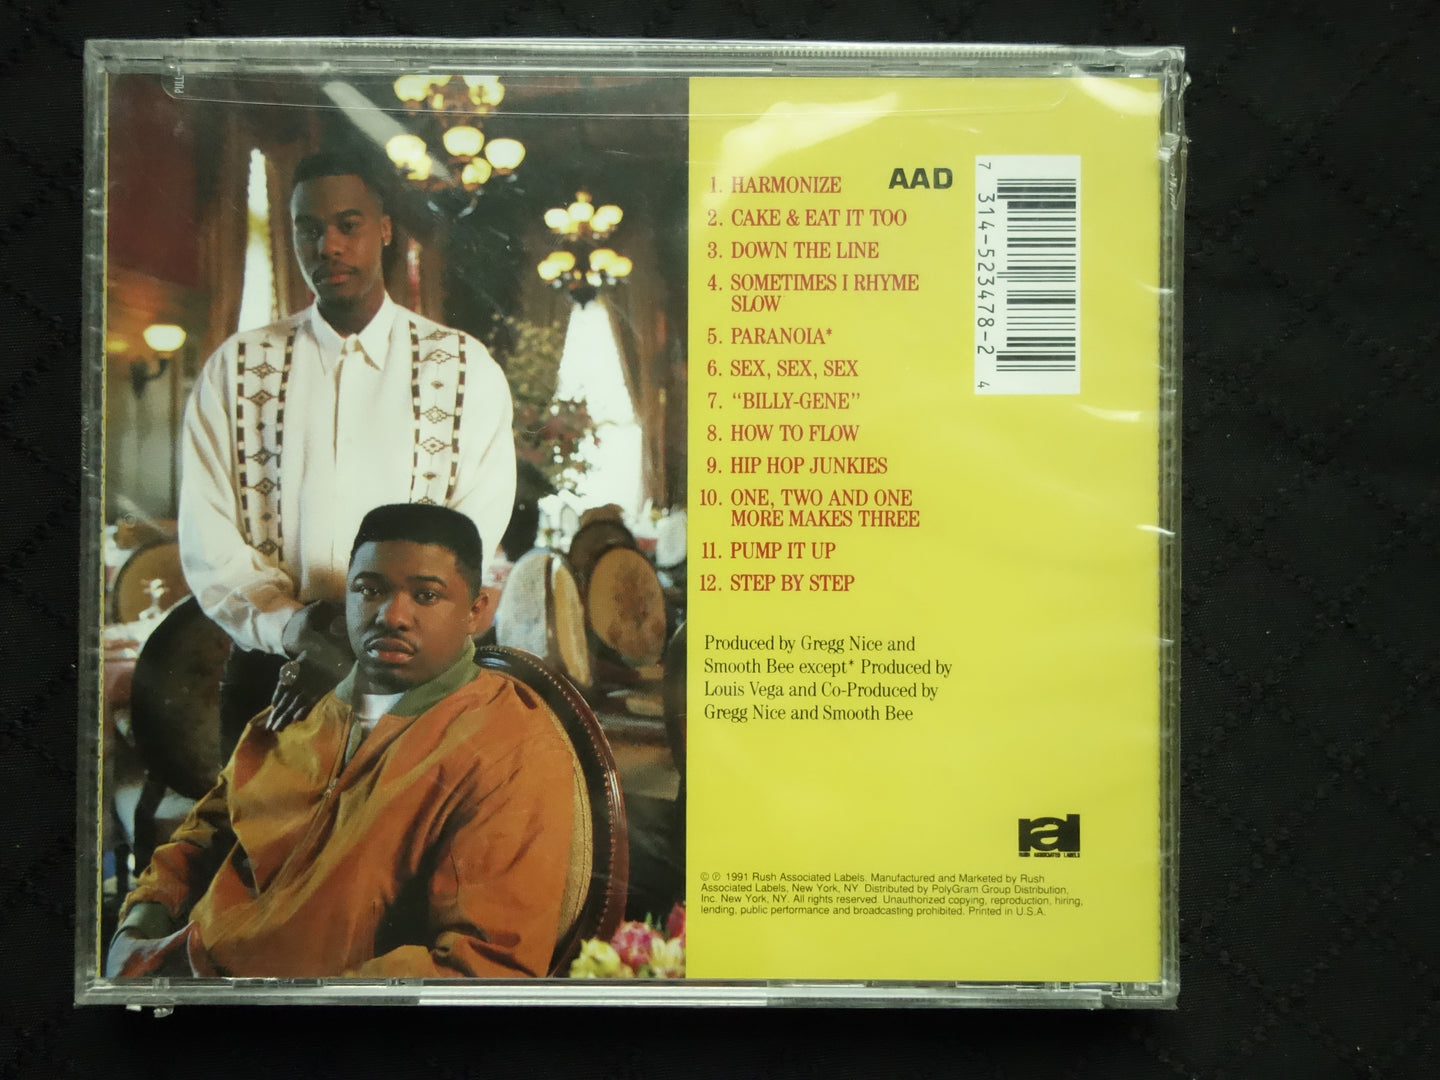 PULL
1. HARMONIZE
2. CAKE & EAT IT TOO
3. DOWN THE LINE
4. SOMETIMES I RHYME
SLOW
5. PARANOIA*
6. SEX, SEX, SEX
7. "BILLY-GENE"
8. HOW TO FLOW
9. HIP HOP JUNKIES
10. ONE, TWO AND ONE
MORE MAKES THREE
11. PUMP IT UP
12. STEP BY STEP
AAD
7 314-523478-2 4
Produced by Gregg Nice and
Smooth Bee except* Produced by
Louis Vega and Co-Produced by
Gregg Nice and Smooth Bee
ral
RUSH ASSOCIATED LABELS
© ℗ 1991 Rush Associated Labels. Manufactured and Marketed by Rush
Associated Labels, New York, NY. Distributed by PolyGram Group Distribution,
Inc. New York, NY. All rights reserved. Unauthorized copying, reproduction, hiring,
lending, public performance and broadcasting prohibited. Printed in U.S.A.